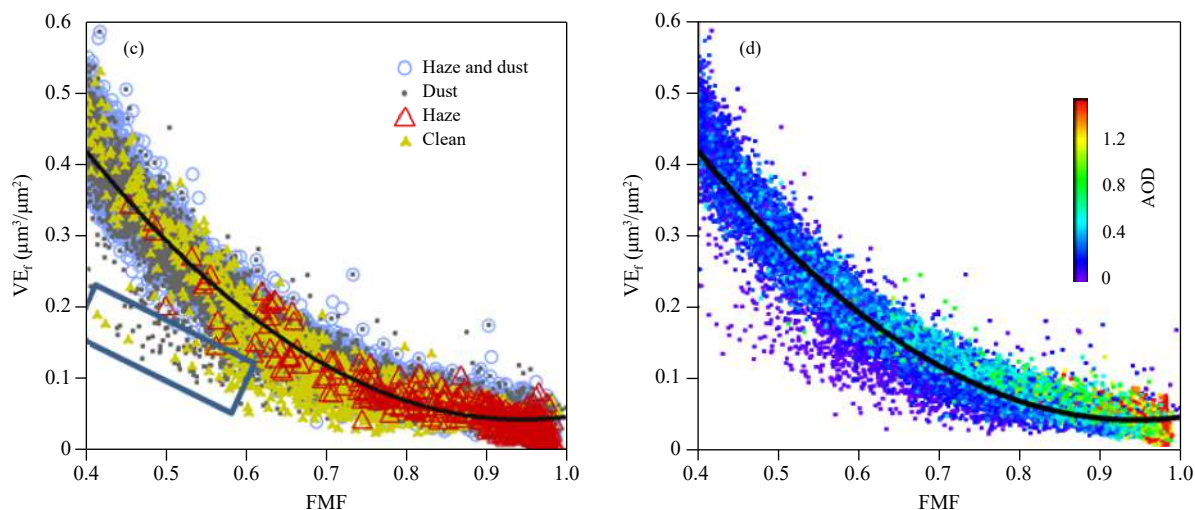 (c)
Haze and dust
Dust
Haze
Clean
0.6
0.5
0.4
0.3
0.2
0.1
0
VE_f (μm³/μm²)
0.4 0.5 0.6 0.7 0.8 0.9 1.0
FMF
(d)
0.6
0.5
0.4
0.3
0.2
0.1
0
VE_f (μm³/μm²)
1.2
0.8
0.4
0
AOD
0.4 0.5 0.6 0.7 0.8 0.9 1.0
FMF